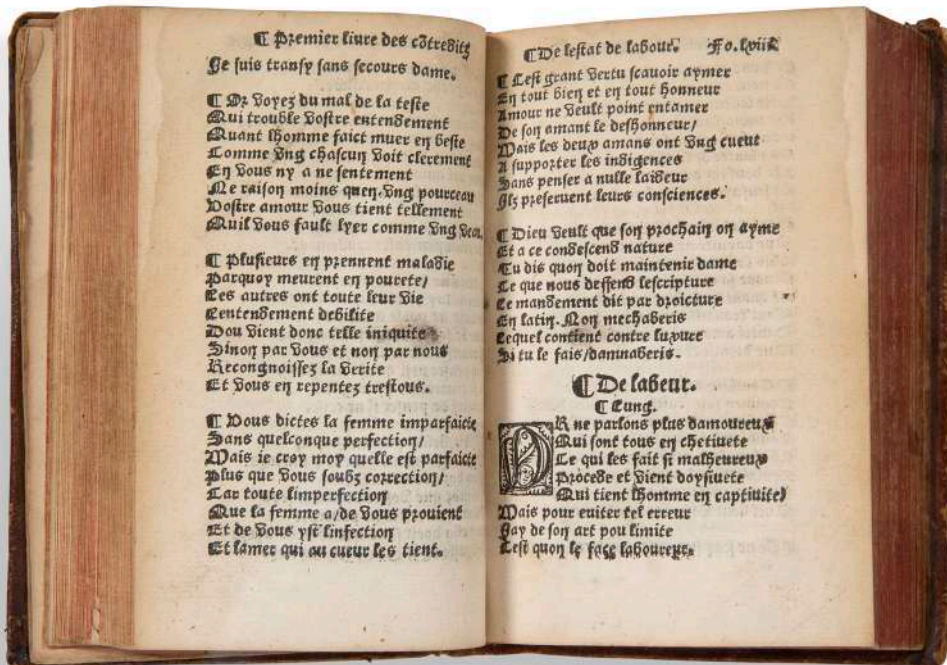 ¶ Premier liure des cōtreditz
Je suis transy sans secours dame.
¶ Or voyez du mal de la teste
Qui trouble vostre entendement
Quant lhomme faict muer en beste
Comme vng chascun voit clerement
En vous ny a ne sentement
Ne raison moins quen vng pourceau
Vostre amour vous tient tellement
Quil vous fault lyer comme vng veau.
¶ Plusieurs en prennent maladie
Parquoy meurent en pourete/
Les autres ont toute leur vie
Lentendement debilite
Dou vient donc telle iniquite
Sinon par vous et non par nous
Recongnoissez la verite
Et vous en repentez trestous.
¶ Vous dictes la femme imparfaicte
Sans quelconque perfection/
Mais ie croy moy quelle est parfaicte
Plus que vous soubz correction/
Car toute limperfection
Que la femme a/de vous prouient
Et de vous yst linfection
Et lamer qui au cueur les tient.
¶ De lestat de labour. Fo. lviii
¶ Cest grant vertu scauoir aymer
En tout bien et en tout honneur
Amour ne veult point entamer
De son amant le deshonneur/
Mais les deux amans ont vng cueur
A supporter les indigences
Sans penser a nulle laideur
Ilz preseruent leurs consciences.
¶ Dieu veult que son prochain on ayme
Et a ce condescend nature
Tu dis quon doit maintenir dame
Ce que nous deffend lescripture
Ce mandement dit par droicture
En latin. Non mechaberis
Lequel contient contre luxure
Si tu le fais/damnaberis.
¶ De labeur.
¶ Lung.
OR ne parlons plus damoureux
Qui sont tous en chetiuete
Ce qui les fait si malheureux
Procede et vient doysiuete
Qui tient lhomme en captiuite/
Mais pour euiter tel erreur
Jay de son art pou limite
Cest quon le face laboureur.